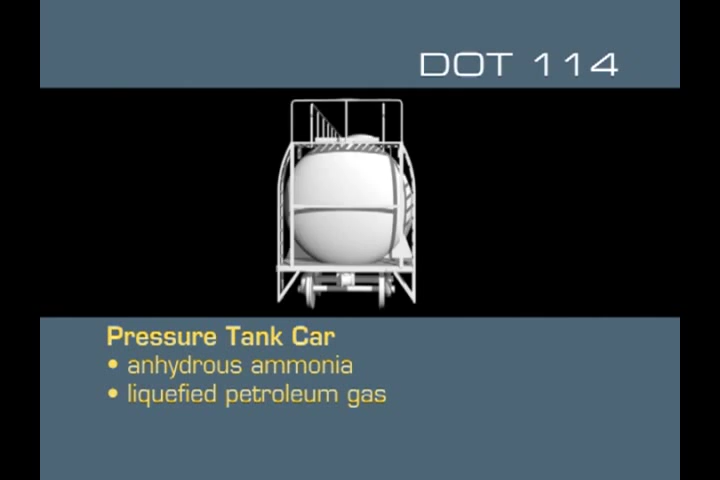 DOT 114
Pressure Tank Car
• anhydrous ammonia
• liquefied petroleum gas